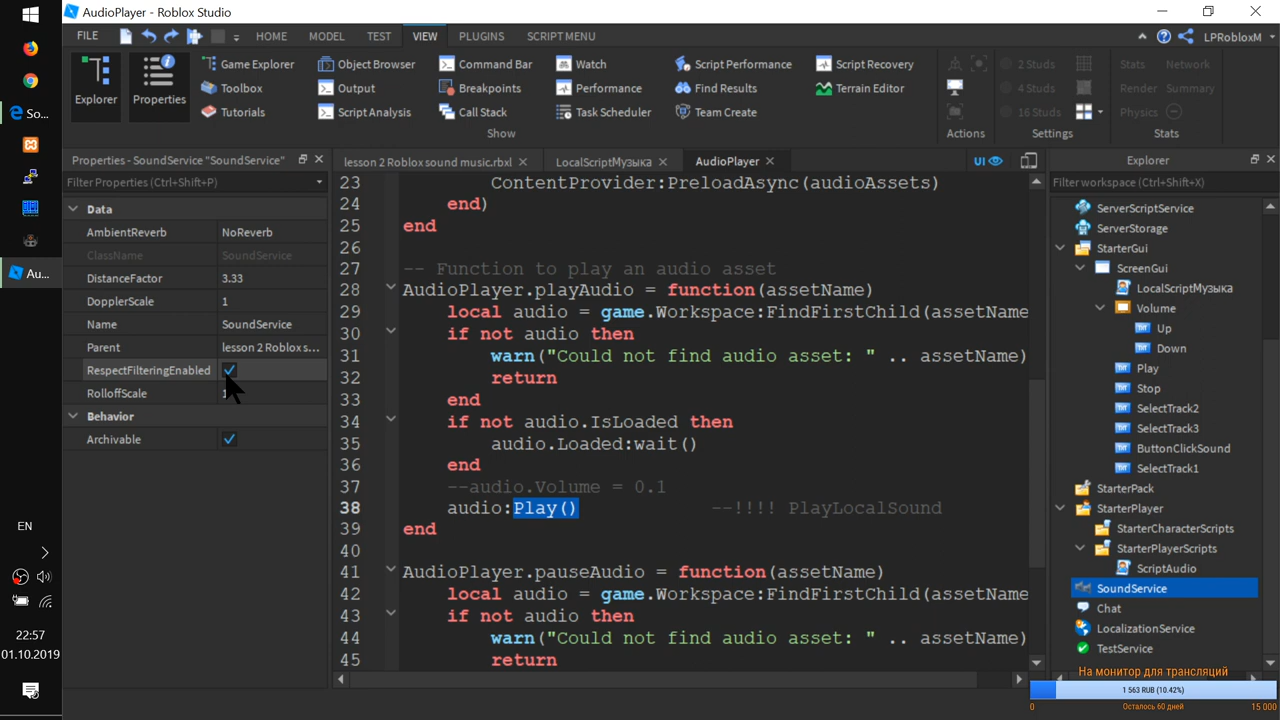 AudioPlayer - Roblox Studio
FILE HOME MODEL TEST VIEW PLUGINS SCRIPT MENU LPRobloxM
Explorer
Properties
Game Explorer
Toolbox
Tutorials
Object Browser
Output
Script Analysis
Command Bar
Breakpoints
Call Stack
Watch
Performance
Task Scheduler
Script Performance
Find Results
Team Create
Script Recovery
Terrain Editor
Show
Actions
2 Studs
4 Studs
16 Studs
Settings
Stats Network
Render Summary
Physics
Stats
So...
Au...
EN
22:57
01.10.2019
Properties - SoundService "SoundService"
Filter Properties (Ctrl+Shift+P)
Data
AmbientReverb NoReverb
ClassName SoundService
DistanceFactor 3.33
DopplerScale 1
Name SoundService
Parent lesson 2 Roblox s...
RespectFilteringEnabled
RolloffScale
Behavior
Archivable
lesson 2 Roblox sound music.rbxl LocalScriptМузыка AudioPlayer UI
23 ContentProvider:PreloadAsync(audioAssets)
24 end)
25 end
26
27 -- Function to play an audio asset
28 AudioPlayer.playAudio = function(assetName)
29 local audio = game.Workspace:FindFirstChild(assetName
30 if not audio then
31 warn("Could not find audio asset: " .. assetName)
32 return
33 end
34 if not audio.IsLoaded then
35 audio.Loaded:wait()
36 end
37 --audio.Volume = 0.1
38 audio:Play() --!!!! PlayLocalSound
39 end
40
41 AudioPlayer.pauseAudio = function(assetName)
42 local audio = game.Workspace:FindFirstChild(assetName
43 if not audio then
44 warn("Could not find audio asset: " .. assetName)
45 return
Explorer
Filter workspace (Ctrl+Shift+X)
ServerScriptService
ServerStorage
StarterGui
ScreenGui
LocalScriptМузыка
Volume
Up
Down
Play
Stop
SelectTrack2
SelectTrack3
ButtonClickSound
SelectTrack1
StarterPack
StarterPlayer
StarterCharacterScripts
StarterPlayerScripts
ScriptAudio
SoundService
Chat
LocalizationService
TestService
На монитор для трансляций
1 563 RUB (10.42%)
0 Осталось 60 дней 15 000